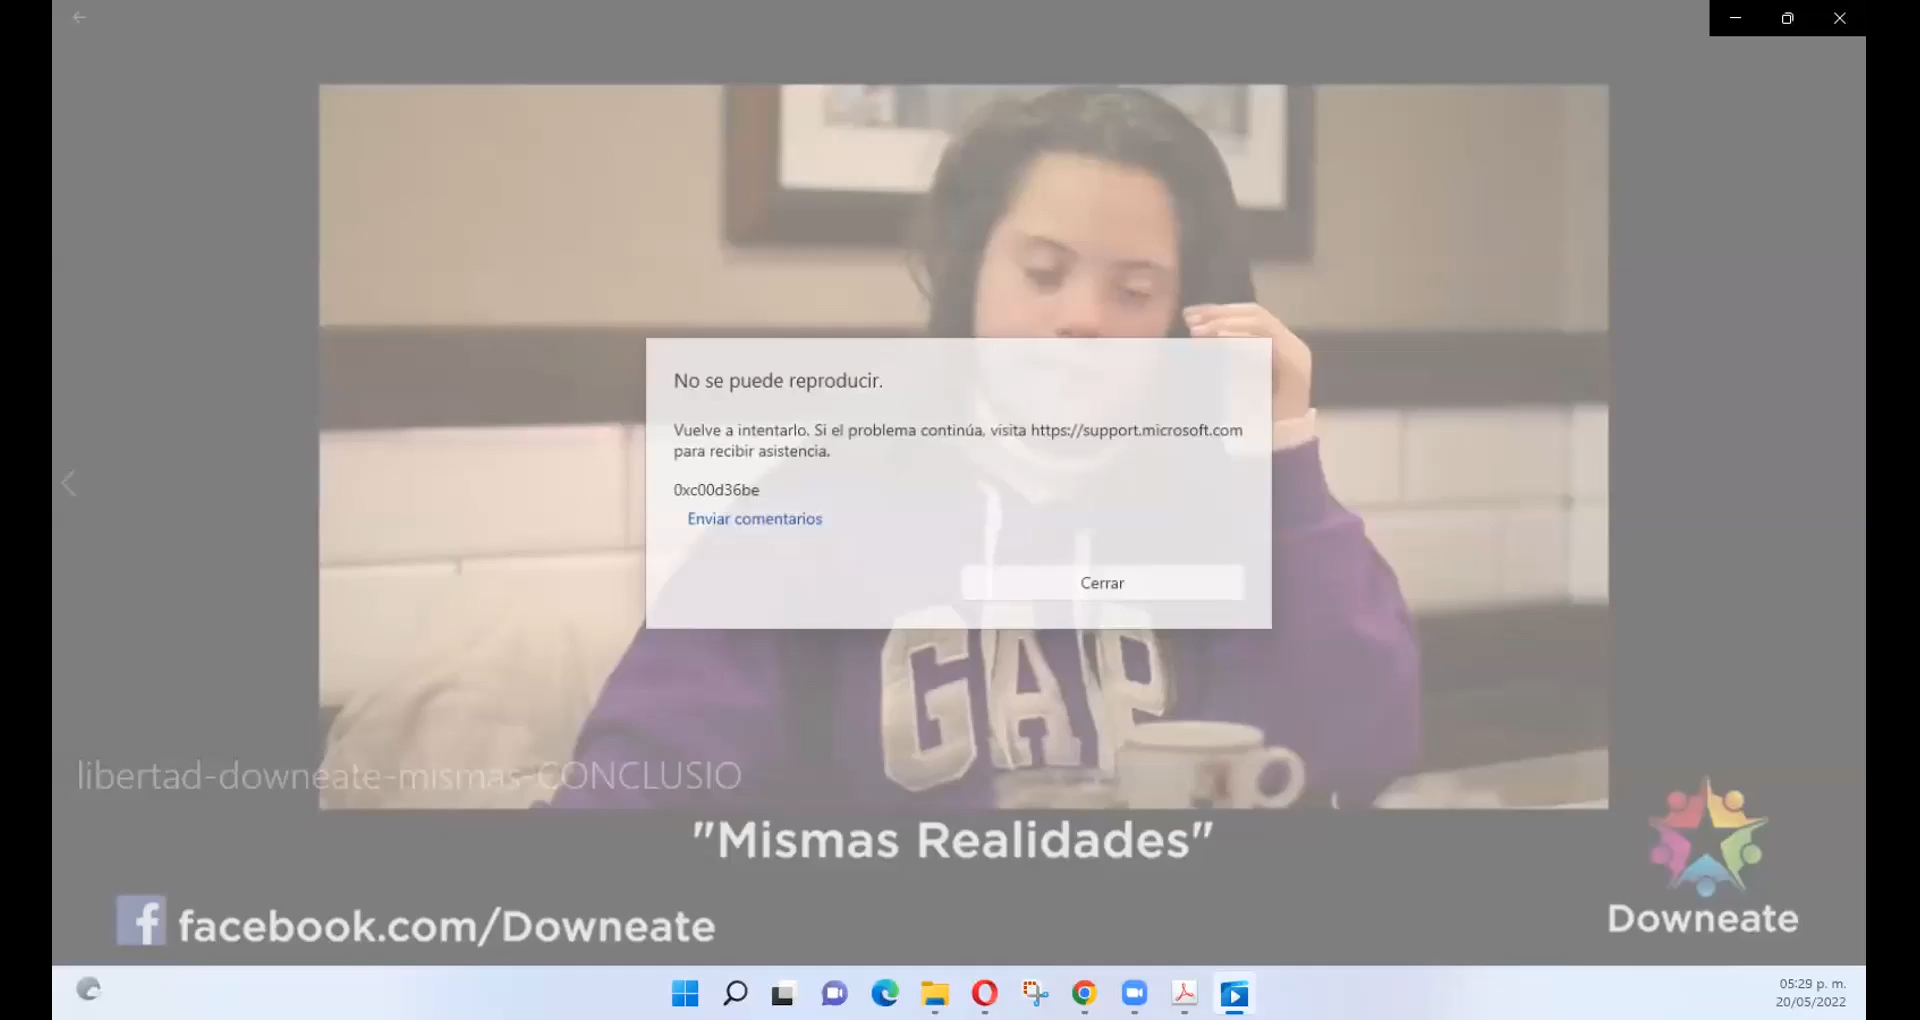 No se puede reproducir.
Vuelve a intentarlo. Si el problema continúa, visita https://support.microsoft.com
para recibir asistencia.
0xc00d36be
Enviar comentarios
Cerrar
GAP
libertad-downeate-mismas-CONCLUSIO
"Mismas Realidades"
f facebook.com/Downeate
Downeate
05:29 p. m.
20/05/2022